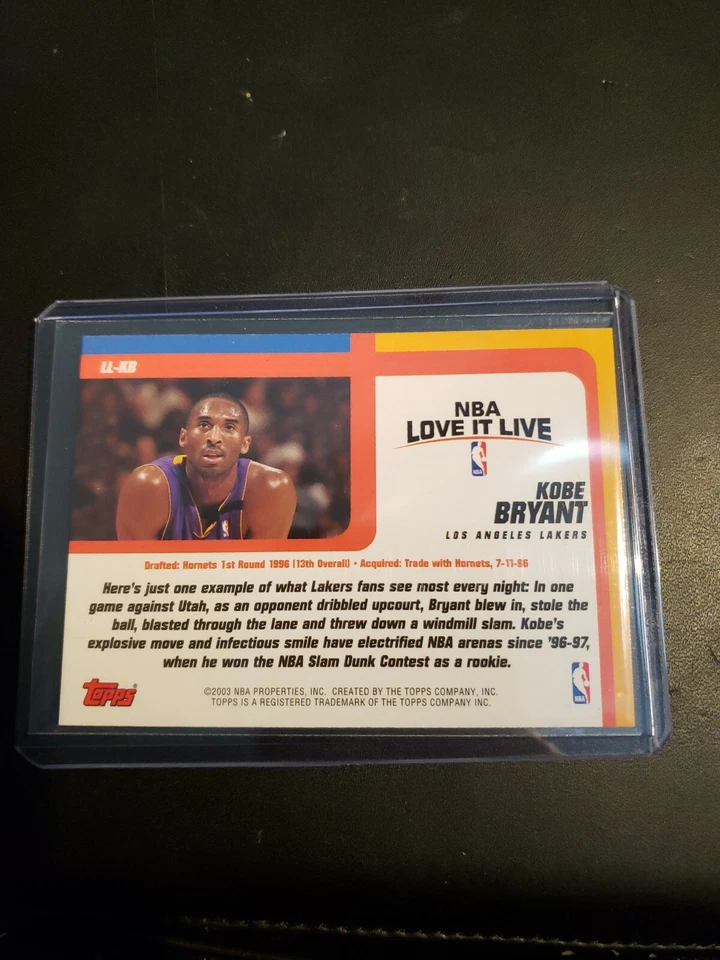 LL-KB
NBA
LOVE IT LIVE
NBA
KOBE
BRYANT
LOS ANGELES LAKERS
Drafted: Hornets 1st Round 1996 (13th Overall) • Acquired: Trade with Hornets, 7-11-96
Here's just one example of what Lakers fans see most every night: In one
game against Utah, as an opponent dribbled upcourt, Bryant blew in, stole the
ball, blasted through the lane and threw down a windmill slam. Kobe's
explosive move and infectious smile have electrified NBA arenas since '96-97,
when he won the NBA Slam Dunk Contest as a rookie.
Topps®
©2003 NBA PROPERTIES, INC. CREATED BY THE TOPPS COMPANY, INC.
TOPPS IS A REGISTERED TRADEMARK OF THE TOPPS COMPANY INC.
NBA